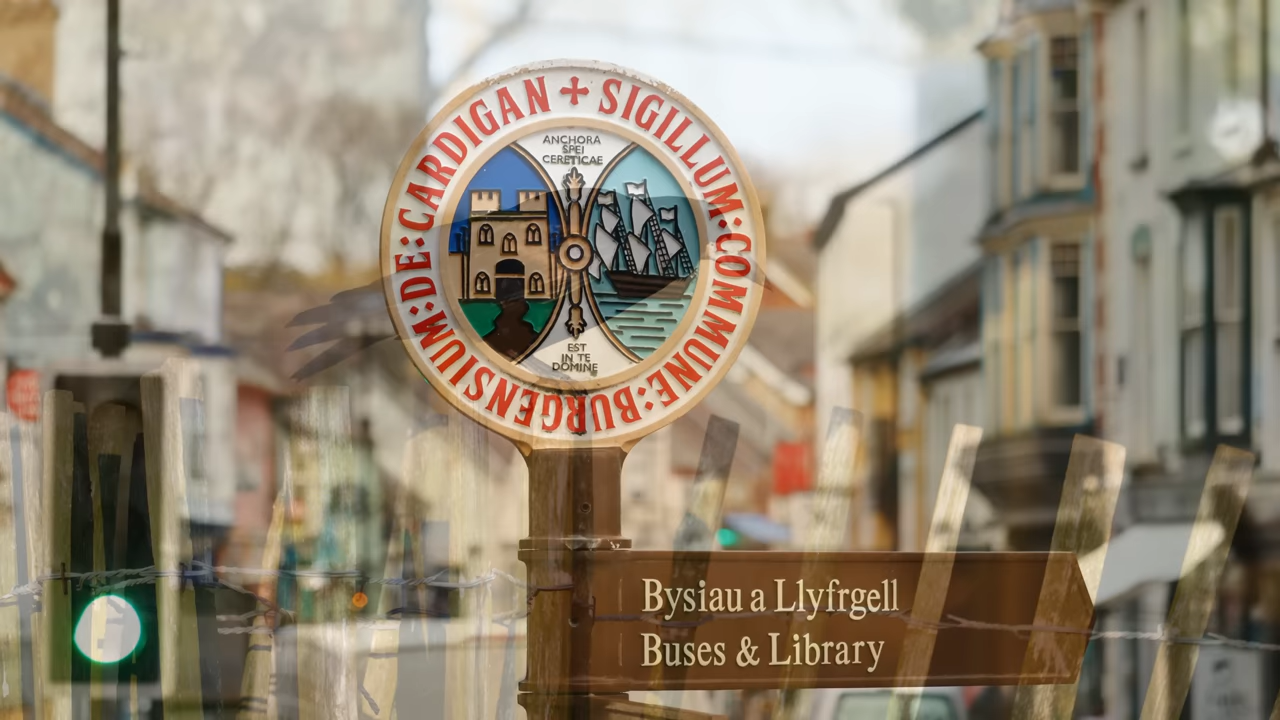 ✚ SIGILLUM: COMMUNE: BURGENSIUM: DE: CARDIGAN
ANCHORA
SPEI
CERETICAE
EST
IN TE
DOMINE
Bysiau a Llyfrgell
Buses & Library